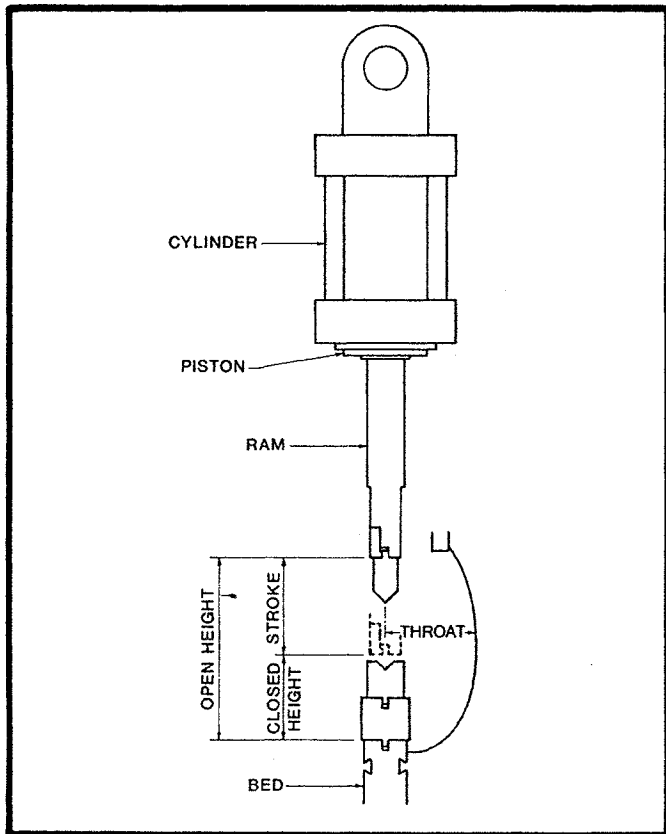 CYLINDER
PISTON
RAM
OPEN HEIGHT
STROKE
THROAT
CLOSED
HEIGHT
BED